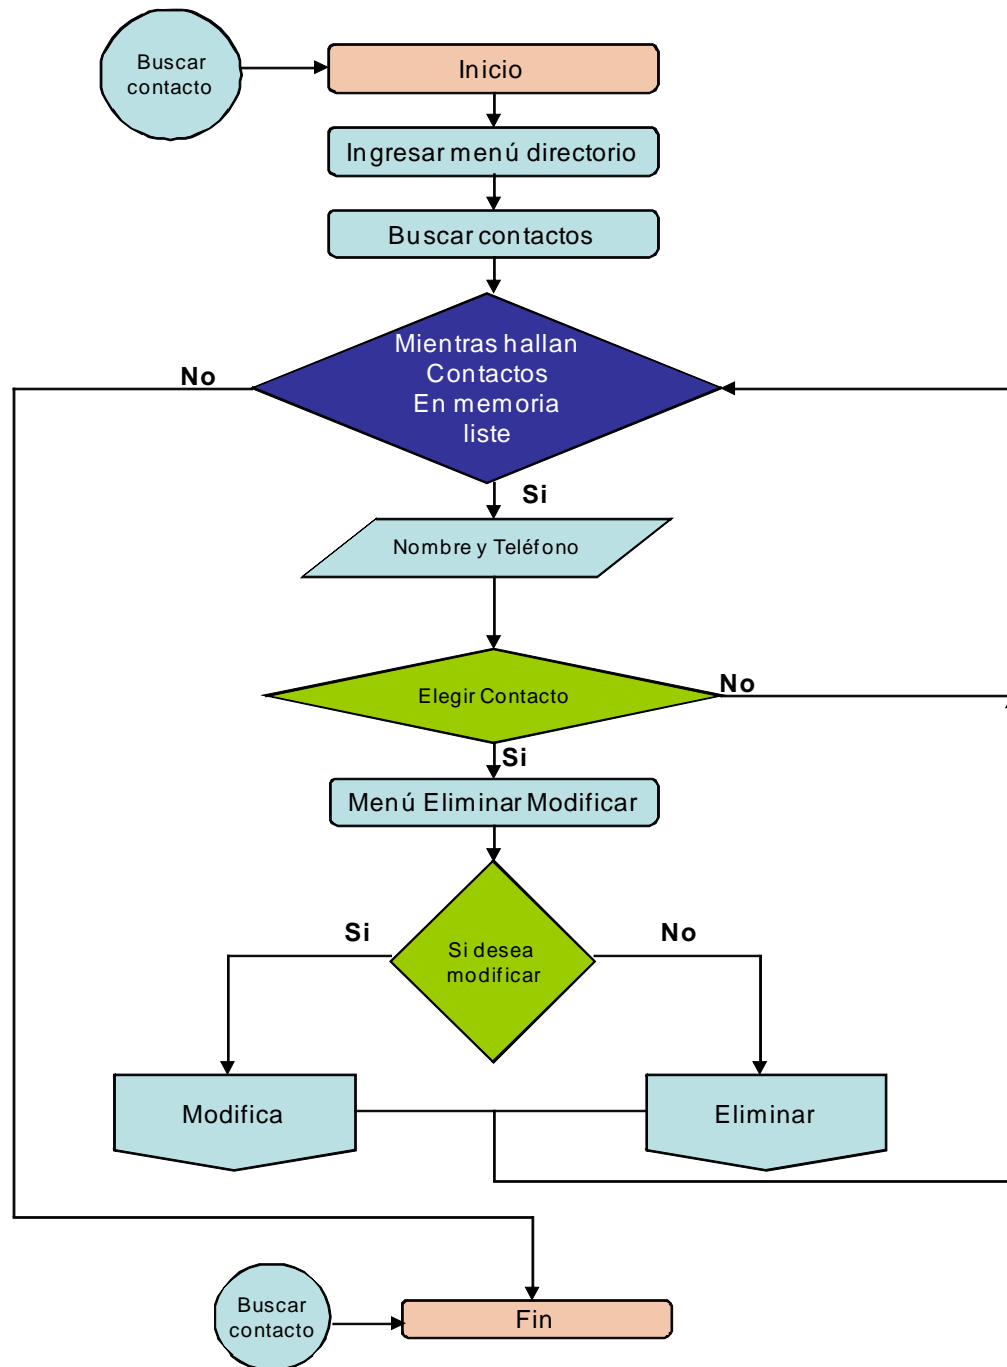 Buscar
contacto
Inicio
Ingresar menú directorio
Buscar contactos
Mientras hallan
Contactos
En memoria
liste
No
Si
Nombre y Teléfono
Elegir Contacto
No
Si
Menú Eliminar Modificar
Si desea
modificar
Si
No
Modifica
Eliminar
Buscar
contacto
Fin